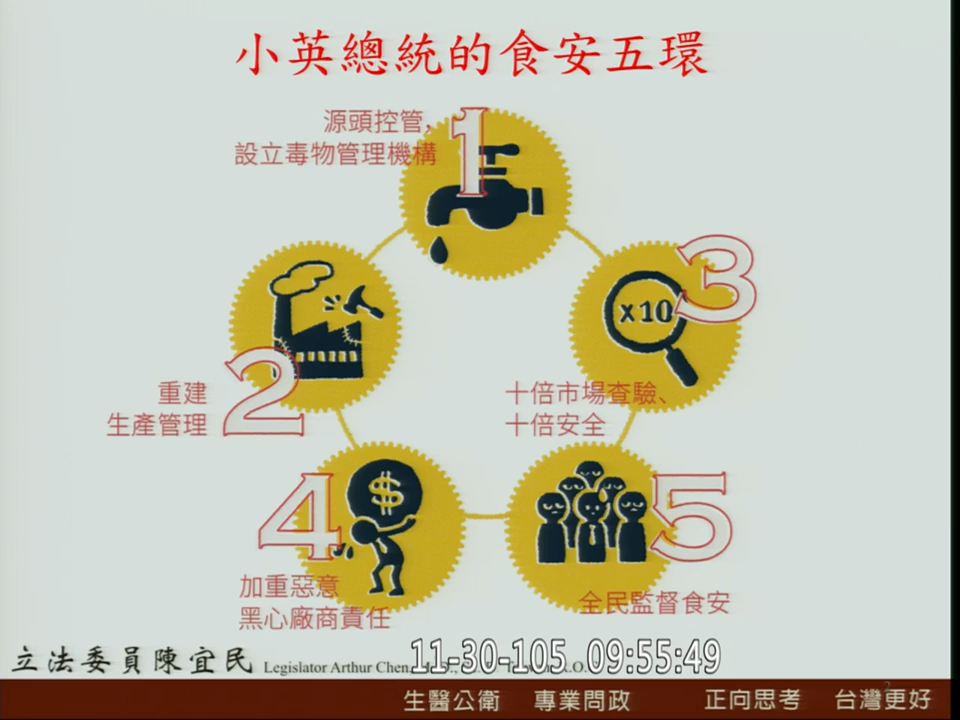 小英總統的食安五環
1
源頭控管,
設立毒物管理機構
2
重建
生產管理
3
x10
十倍市場查驗、
十倍安全
4
$
加重惡意
黑心廠商責任
5
全民監督食安
立法委員陳宜民 Legislator Arthur Chen,
11-30-105 09:55:49
生醫公衛 專業問政 正向思考 台灣更好